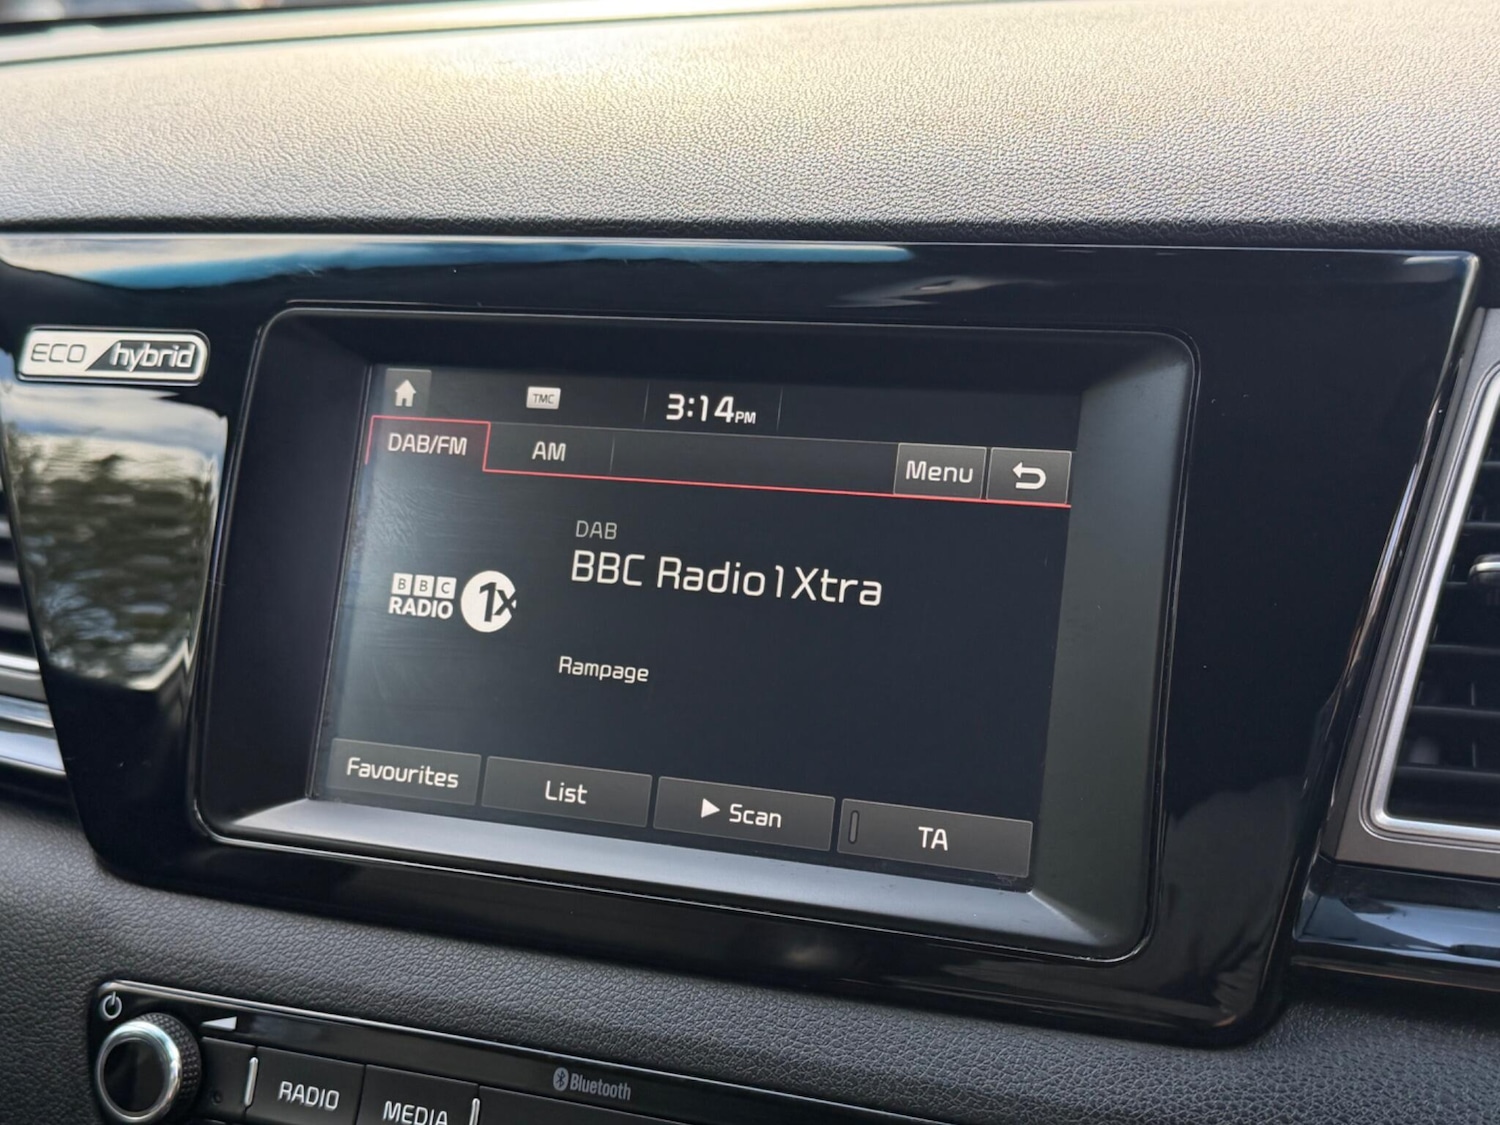 ECO hybrid
TMC
3:14PM
DAB/FM
AM
Menu
DAB
BBC Radio 1Xtra
BBC
RADIO
1X
Rampage
Favourites
List
Scan
TA
Bluetooth
RADIO
MEDIA